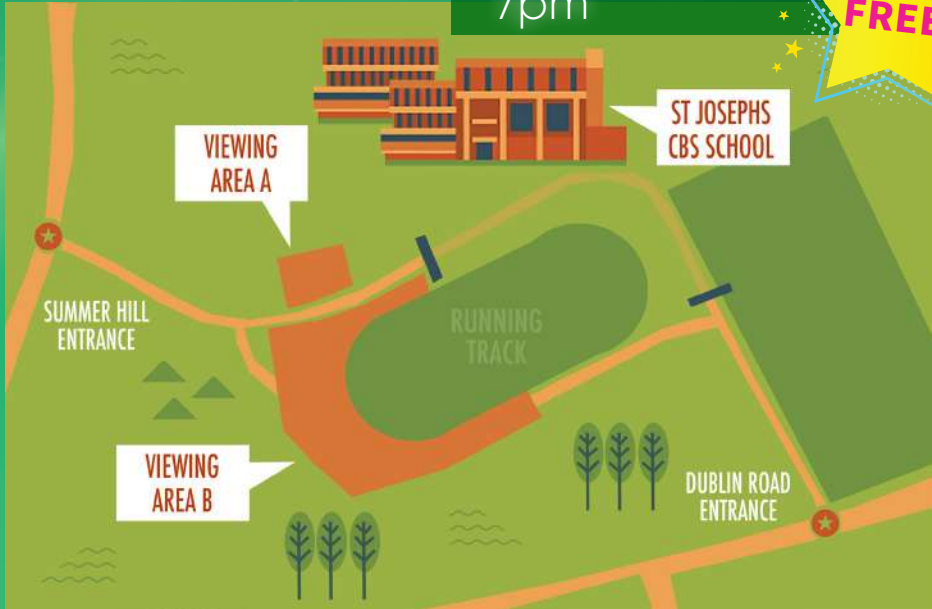 7pm
FREE
ST JOSEPHS
CBS SCHOOL
VIEWING
AREA A
SUMMER HILL
ENTRANCE
RUNNING
TRACK
VIEWING
AREA B
DUBLIN ROAD
ENTRANCE